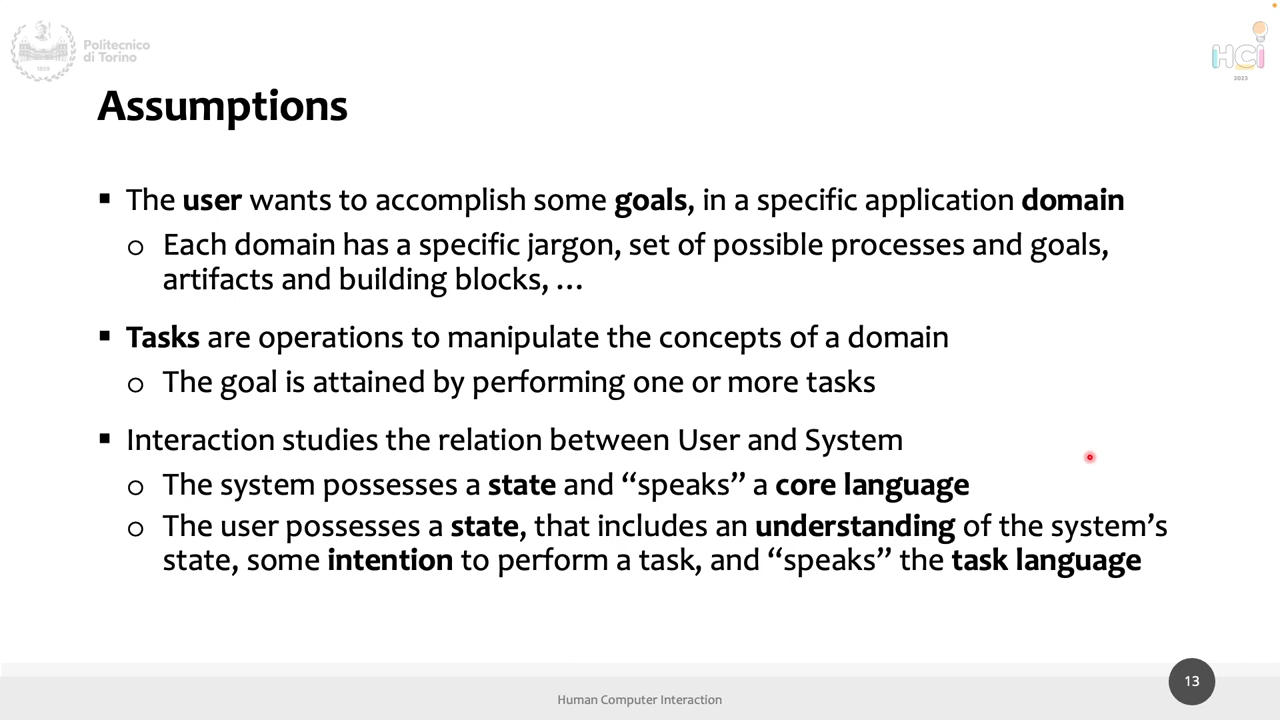 Politecnico
di Torino
1859
HCI
2023
Assumptions
▪ The user wants to accomplish some goals, in a specific application domain
o Each domain has a specific jargon, set of possible processes and goals,
artifacts and building blocks, …
▪ Tasks are operations to manipulate the concepts of a domain
o The goal is attained by performing one or more tasks
▪ Interaction studies the relation between User and System
o The system possesses a state and “speaks” a core language
o The user possesses a state, that includes an understanding of the system’s
state, some intention to perform a task, and “speaks” the task language
Human Computer Interaction
13